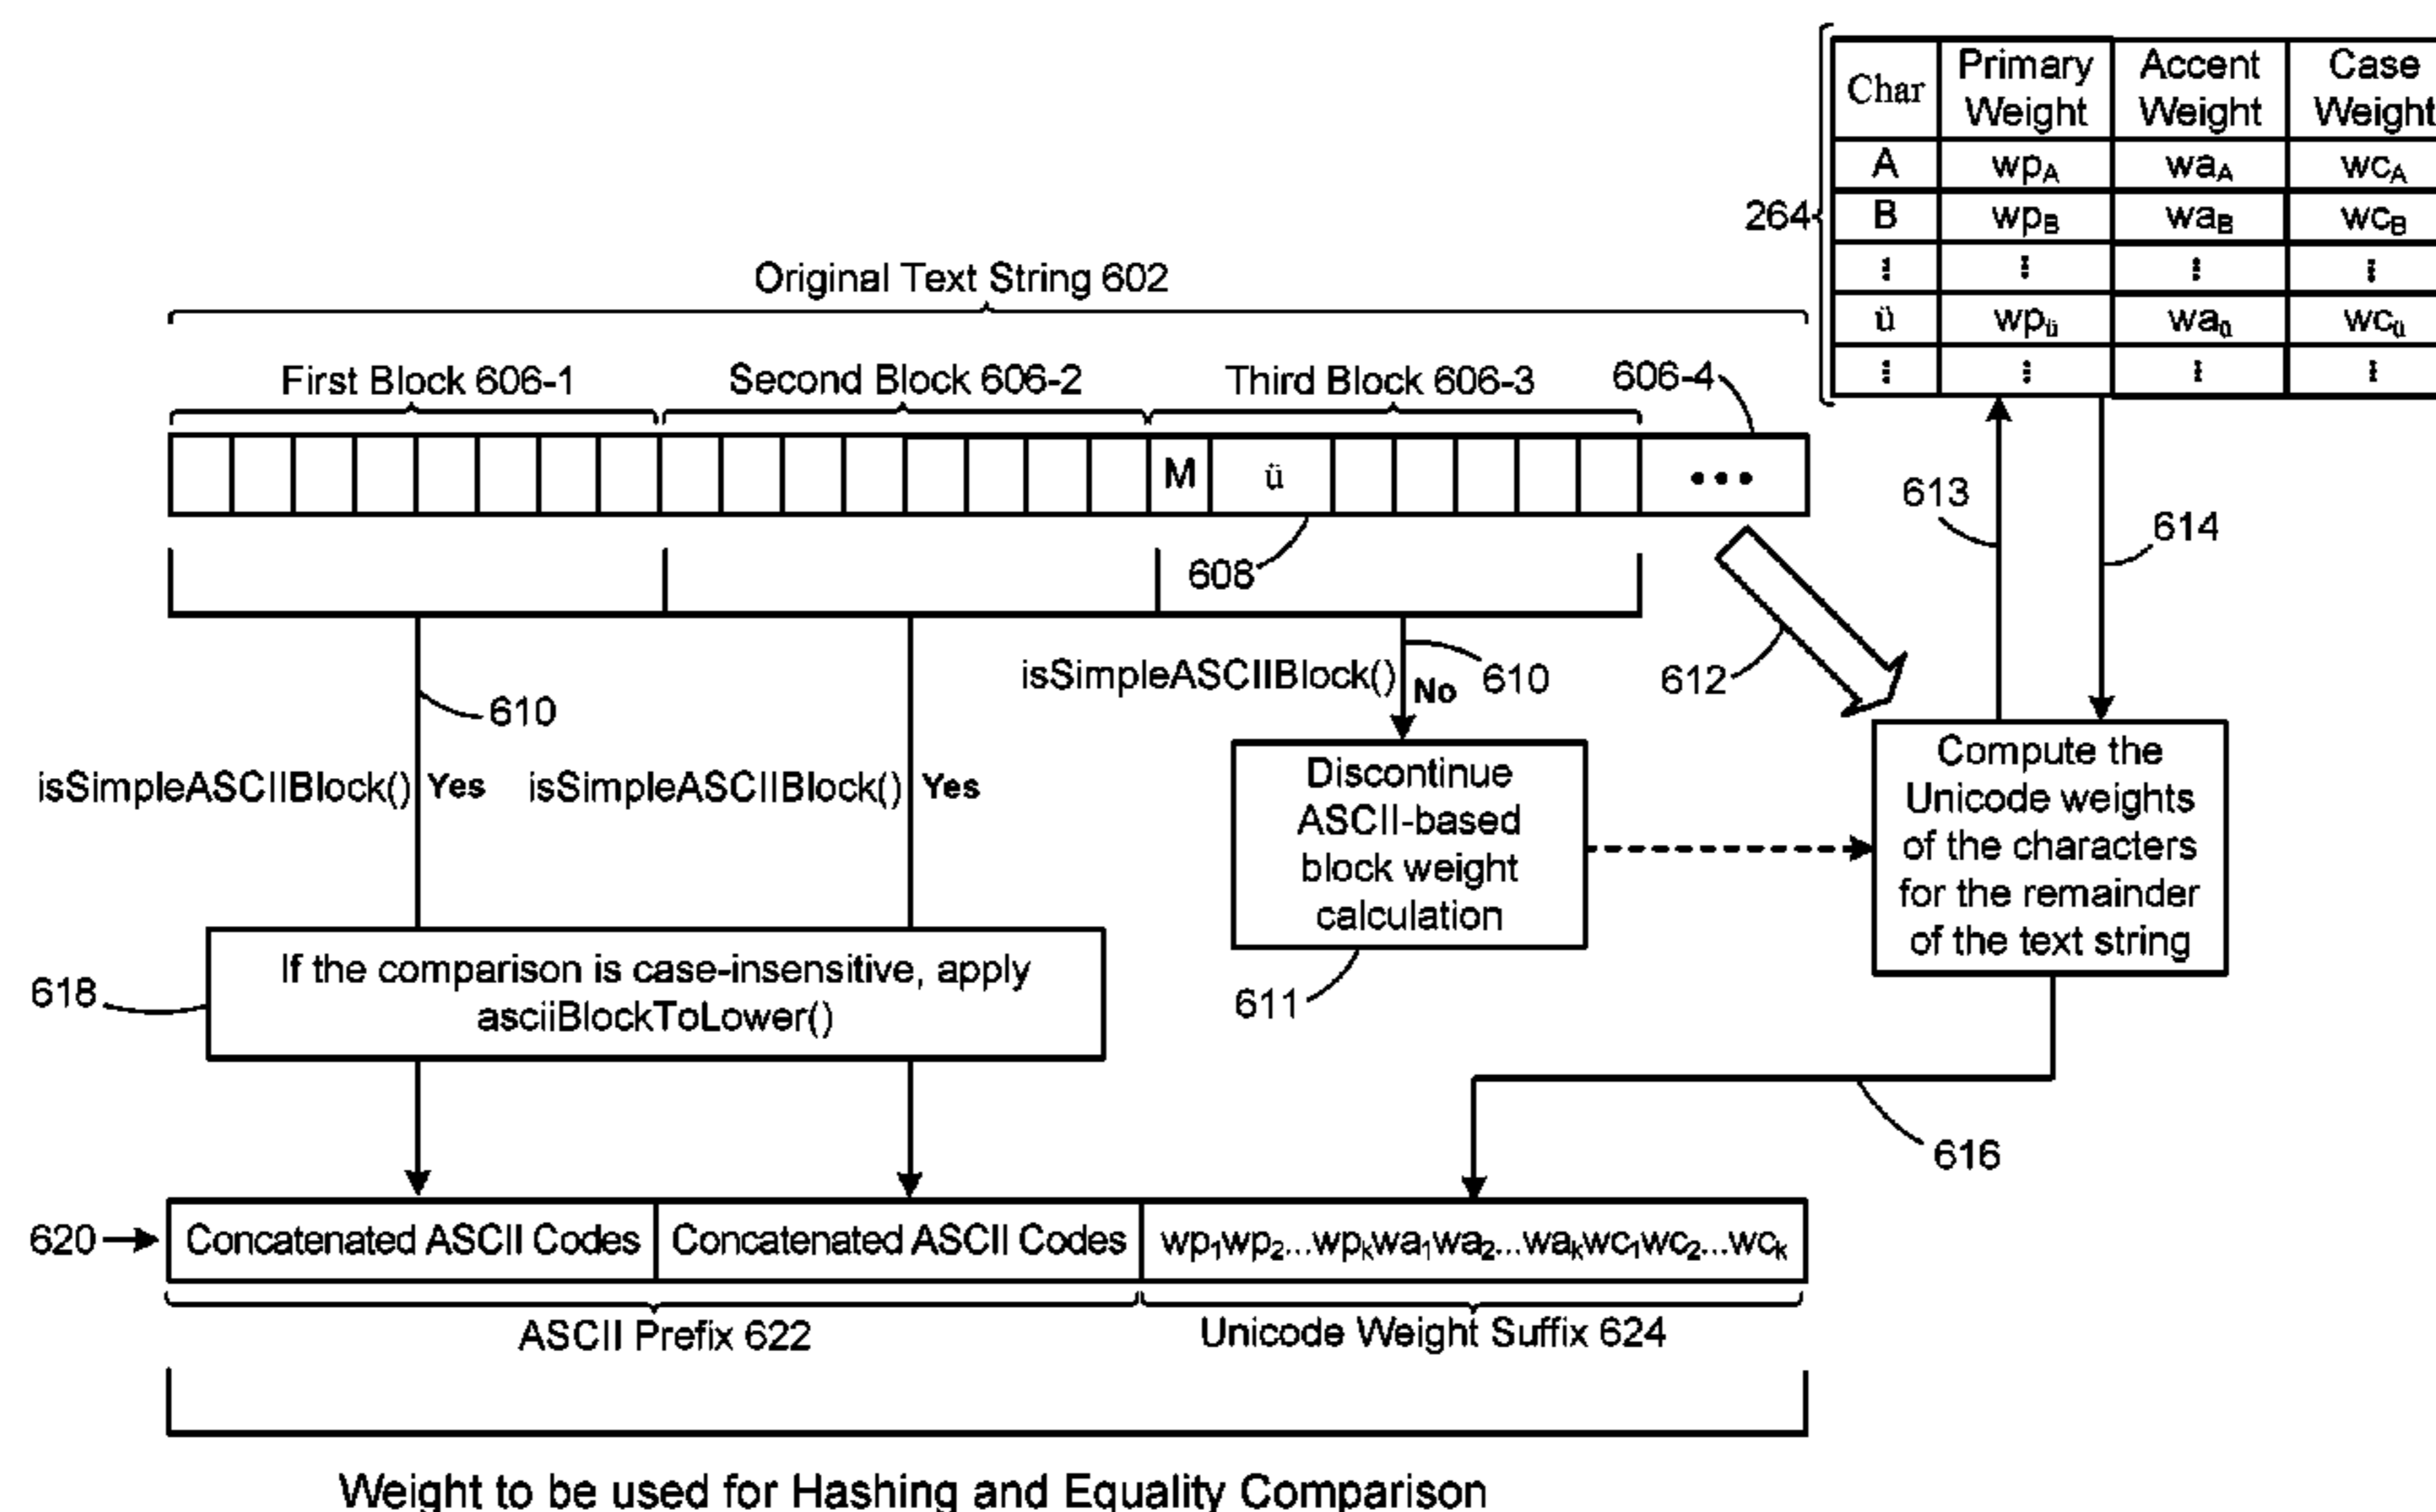 Char Primary Weight Accent Weight Case Weight
A wpA waA wcA
B wpB waB wcB
⋮ ⋮ ⋮ ⋮
ü wpü waü wcü
⋮ ⋮ ⋮ ⋮
264
Original Text String 602
First Block 606-1 Second Block 606-2 Third Block 606-3 606-4
M ü •••
608
613
614
612
isSimpleASCIIBlock() Yes
610
isSimpleASCIIBlock() Yes
isSimpleASCIIBlock() No
610
Discontinue
ASCII-based
block weight
calculation
611
Compute the
Unicode weights
of the characters
for the remainder
of the text string
618
If the comparison is case-insensitive, apply
asciiBlockToLower()
616
620
Concatenated ASCII Codes Concatenated ASCII Codes wp₁wp₂...wpₖwa₁wa₂...waₖwc₁wc₂...wcₖ
ASCII Prefix 622 Unicode Weight Suffix 624
Weight to be used for Hashing and Equality Comparison